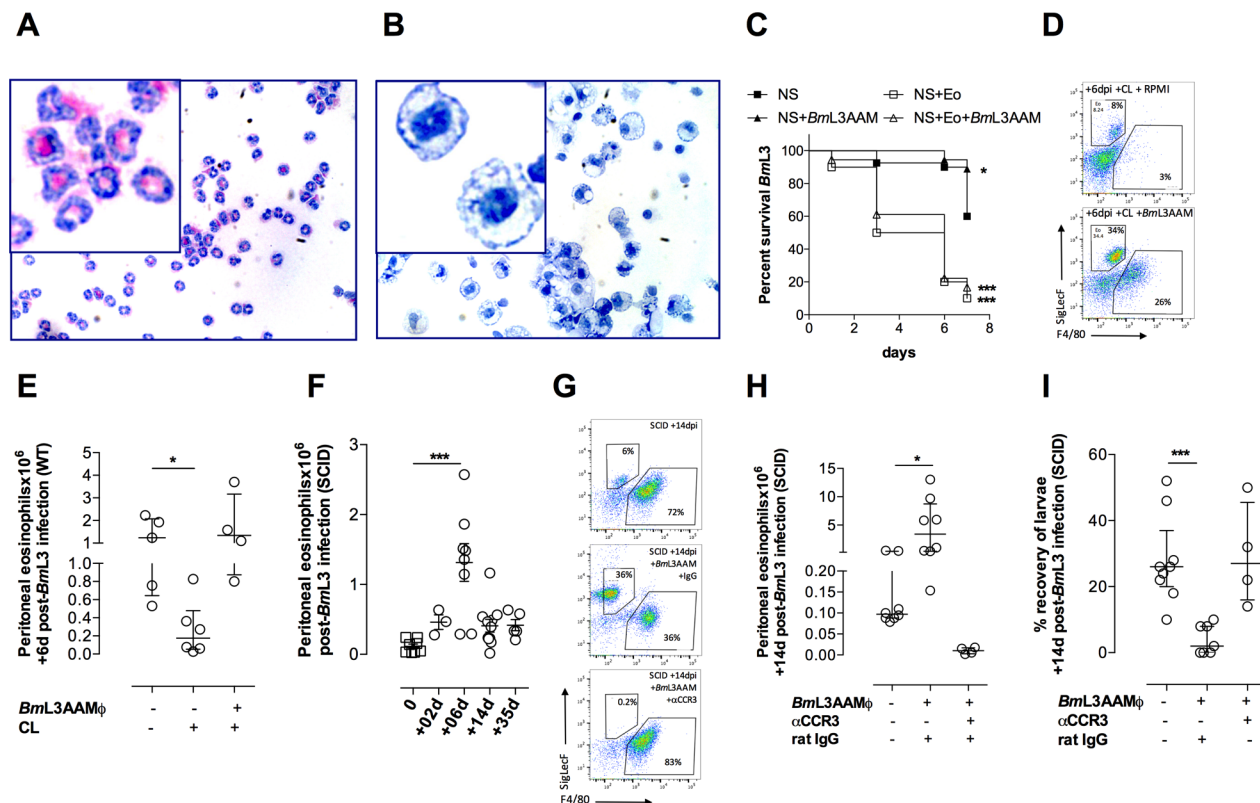 A
B
C
D
NS
NS+Eo
NS+BmL3AAM
NS+Eo+BmL3AAM
Percent survival BmL3
100
80
60
40
20
0
0 2 4 6 8
days
*
***
***
+6dpi +CL + RPMI
Eo
8.24
8%
3%
+6dpi +CL +BmL3AAM
Eo
34.4
34%
26%
SigLecF
F4/80
E
F
G
H
I
Peritoneal eosinophilsx10⁶
+6d post-BmL3 infection (WT)
5
4
3
2
1
1.0
0.8
0.6
0.4
0.2
0.0
*
BmL3AAMϕ - - +
CL - + +
Peritoneal eosinophilsx10⁶
post-BmL3 infection (SCID)
3
2
1
0
***
0 +02d +06d +14d +35d
SCID +14dpi
6%
72%
SCID +14dpi
+BmL3AAM
+IgG
36%
36%
SCID +14dpi
+BmL3AAM
+αCCR3
0.2%
83%
SigLecF
F4/80
Peritoneal eosinophilsx10⁶
+14d post-BmL3 infection (SCID)
15
10
5
0.20
0.15
0.10
0.05
0.00
*
BmL3AAMϕ - + +
αCCR3 - - +
rat IgG - + +
% recovery of larvae
+14d post-BmL3 infection (SCID)
60
40
20
0
***
BmL3AAMϕ - + +
αCCR3 - - +
rat IgG - + -